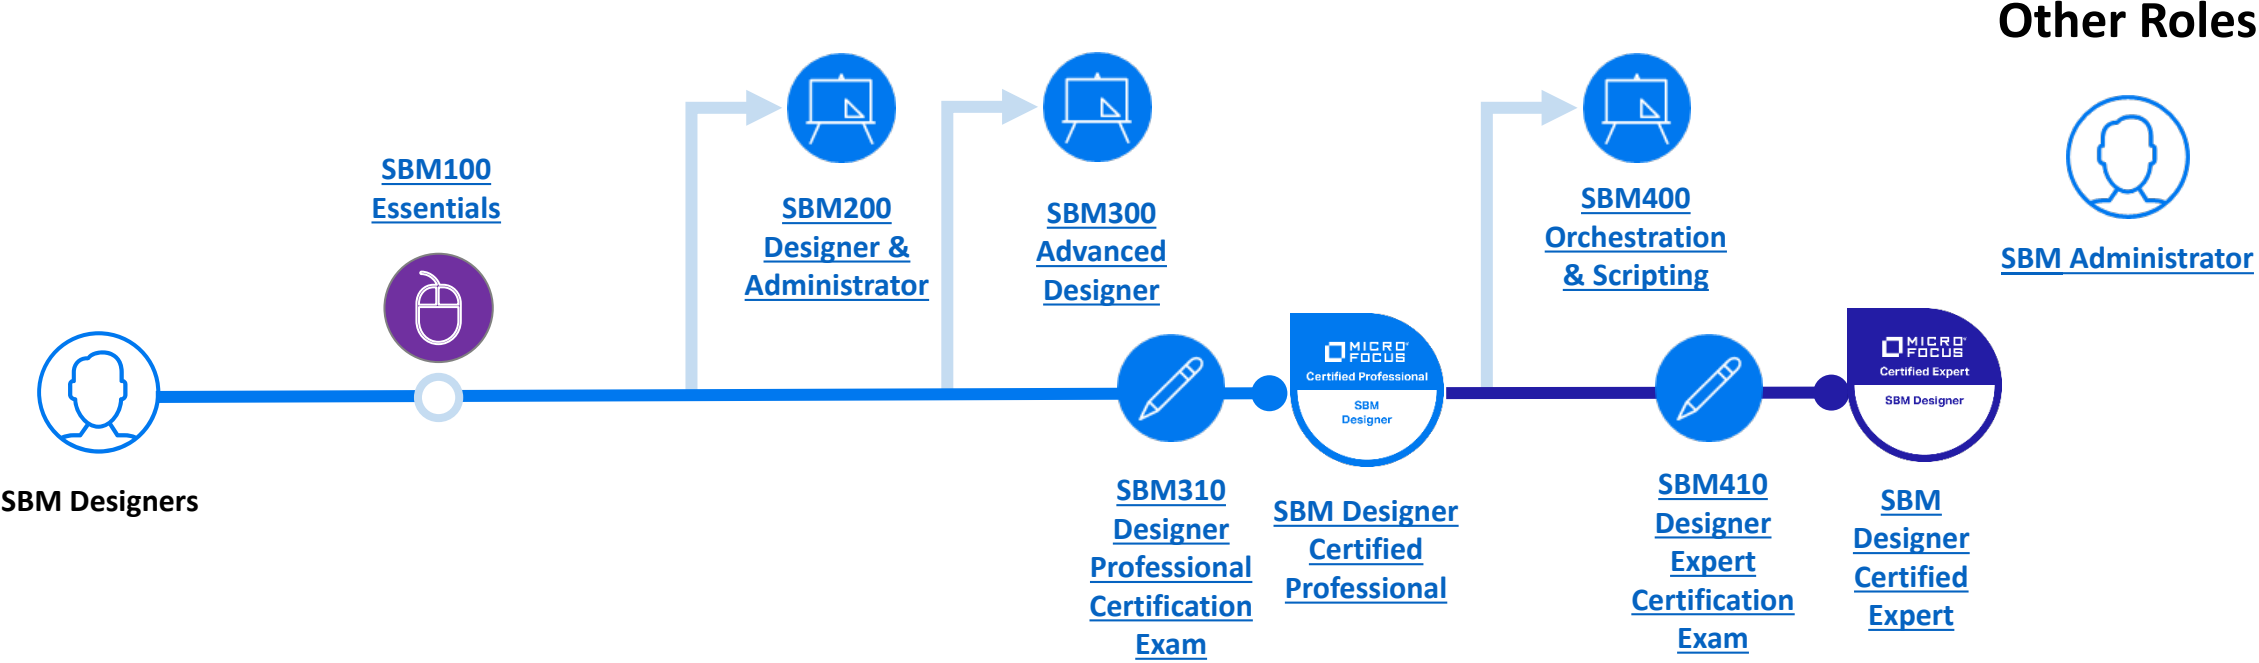 Other Roles
SBM100
Essentials
SBM200
Designer &
Administrator
SBM300
Advanced
Designer
SBM400
Orchestration
& Scripting
SBM Administrator
SBM Designers
MICRO
FOCUS
Certified Professional
SBM
Designer
MICRO
FOCUS
Certified Expert
SBM Designer
SBM310
Designer
Professional
Certification
Exam
SBM Designer
Certified
Professional
SBM410
Designer
Expert
Certification
Exam
SBM
Designer
Certified
Expert